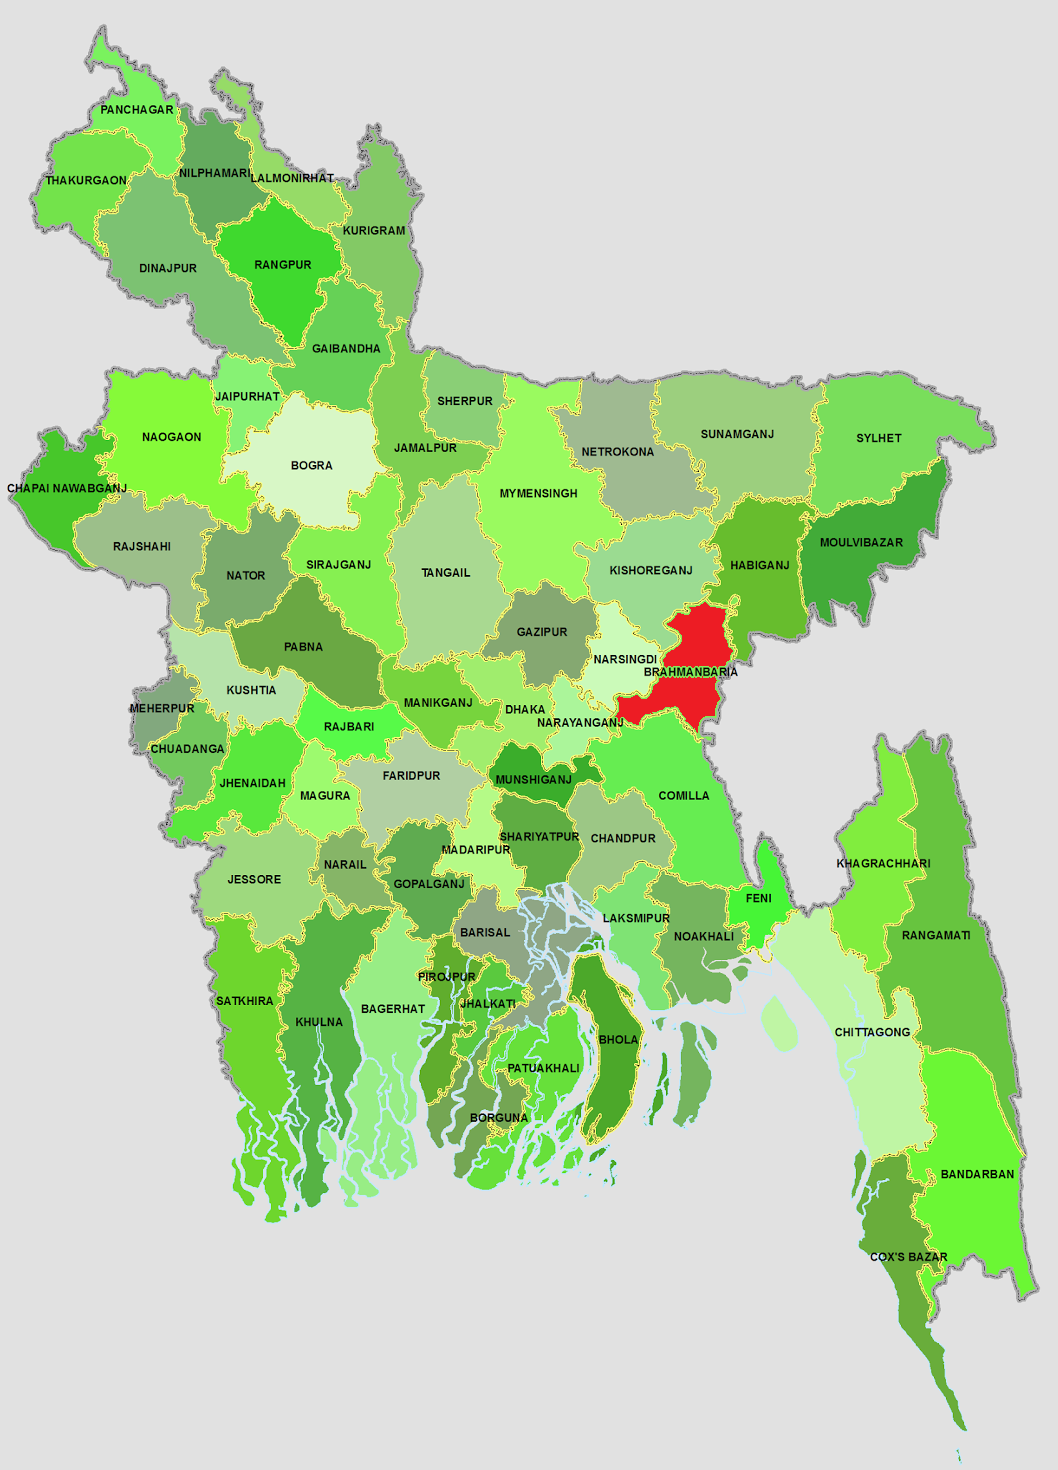 PANCHAGAR
THAKURGAON
NILPHAMARI
LALMONIRHAT
KURIGRAM
DINAJPUR
RANGPUR
GAIBANDHA
JAIPURHAT
SHERPUR
NAOGAON
JAMALPUR
BOGRA
NETROKONA
SUNAMGANJ
SYLHET
CHAPAI NAWABGANJ
MYMENSINGH
RAJSHAHI
NATOR
SIRAJGANJ
TANGAIL
KISHOREGANJ
HABIGANJ
MOULVIBAZAR
PABNA
GAZIPUR
NARSINGDI
BRAHMANBARIA
KUSHTIA
MEHERPUR
MANIKGANJ
DHAKA
NARAYANGANJ
RAJBARI
CHUADANGA
JHENAIDAH
MAGURA
FARIDPUR
MUNSHIGANJ
COMILLA
SHARIYATPUR
CHANDPUR
MADARIPUR
NARAIL
JESSORE
GOPALGANJ
KHAGRACHHARI
FENI
LAKSMIPUR
NOAKHALI
RANGAMATI
BARISAL
PIROJPUR
SATKHIRA
KHULNA
BAGERHAT
JHALKATI
CHITTAGONG
BHOLA
PATUAKHALI
BORGUNA
BANDARBAN
COX'S BAZAR